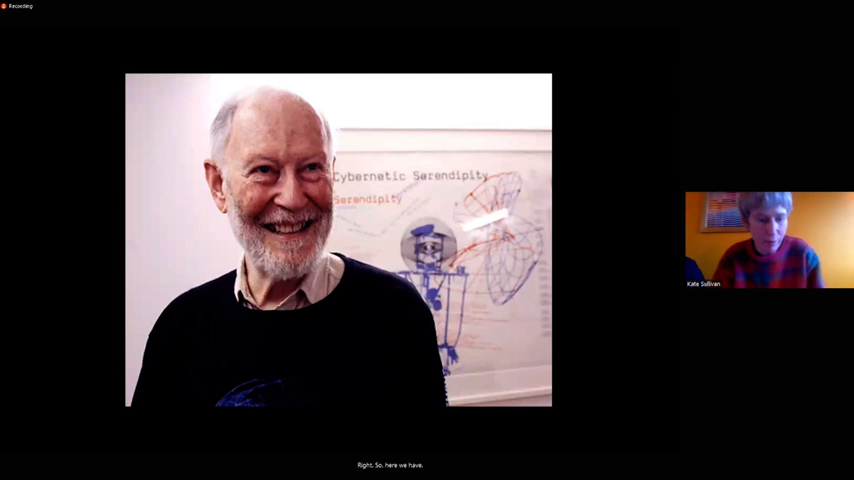 Recording
Cybernetic Serendipity
Serendipity
Kate Sullivan
Right. So. here we have.